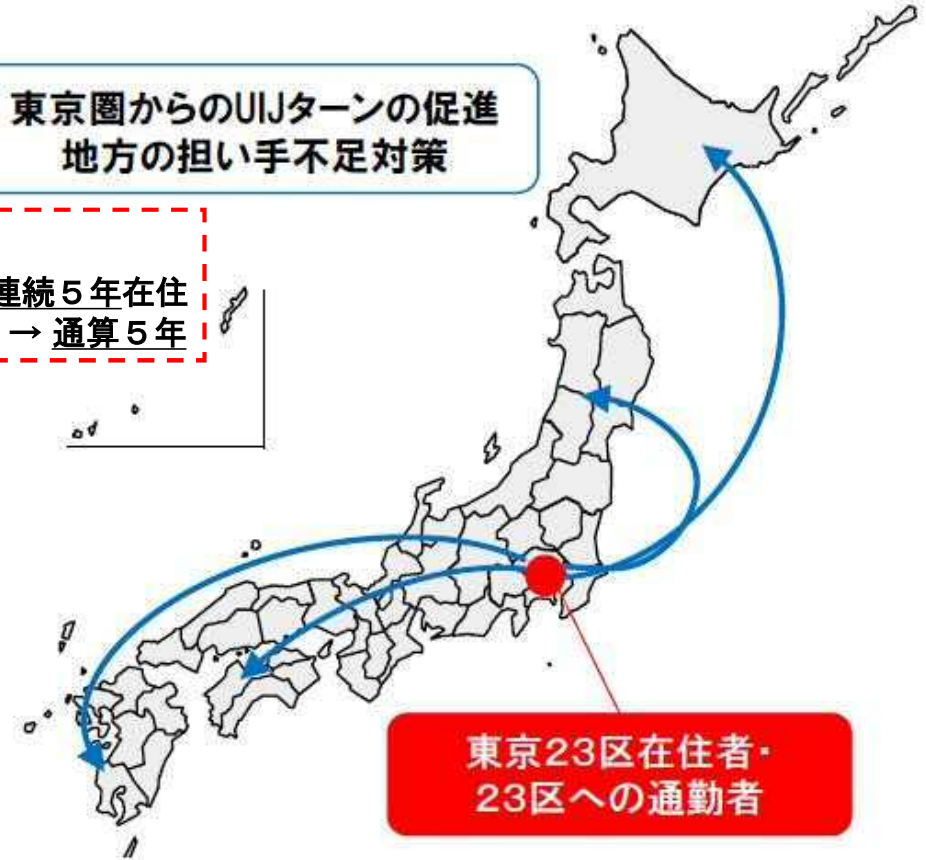 東京圏からのUIJターンの促進
地方の担い手不足対策
連続５年在住
→ 通算５年
東京23区在住者・
23区への通勤者